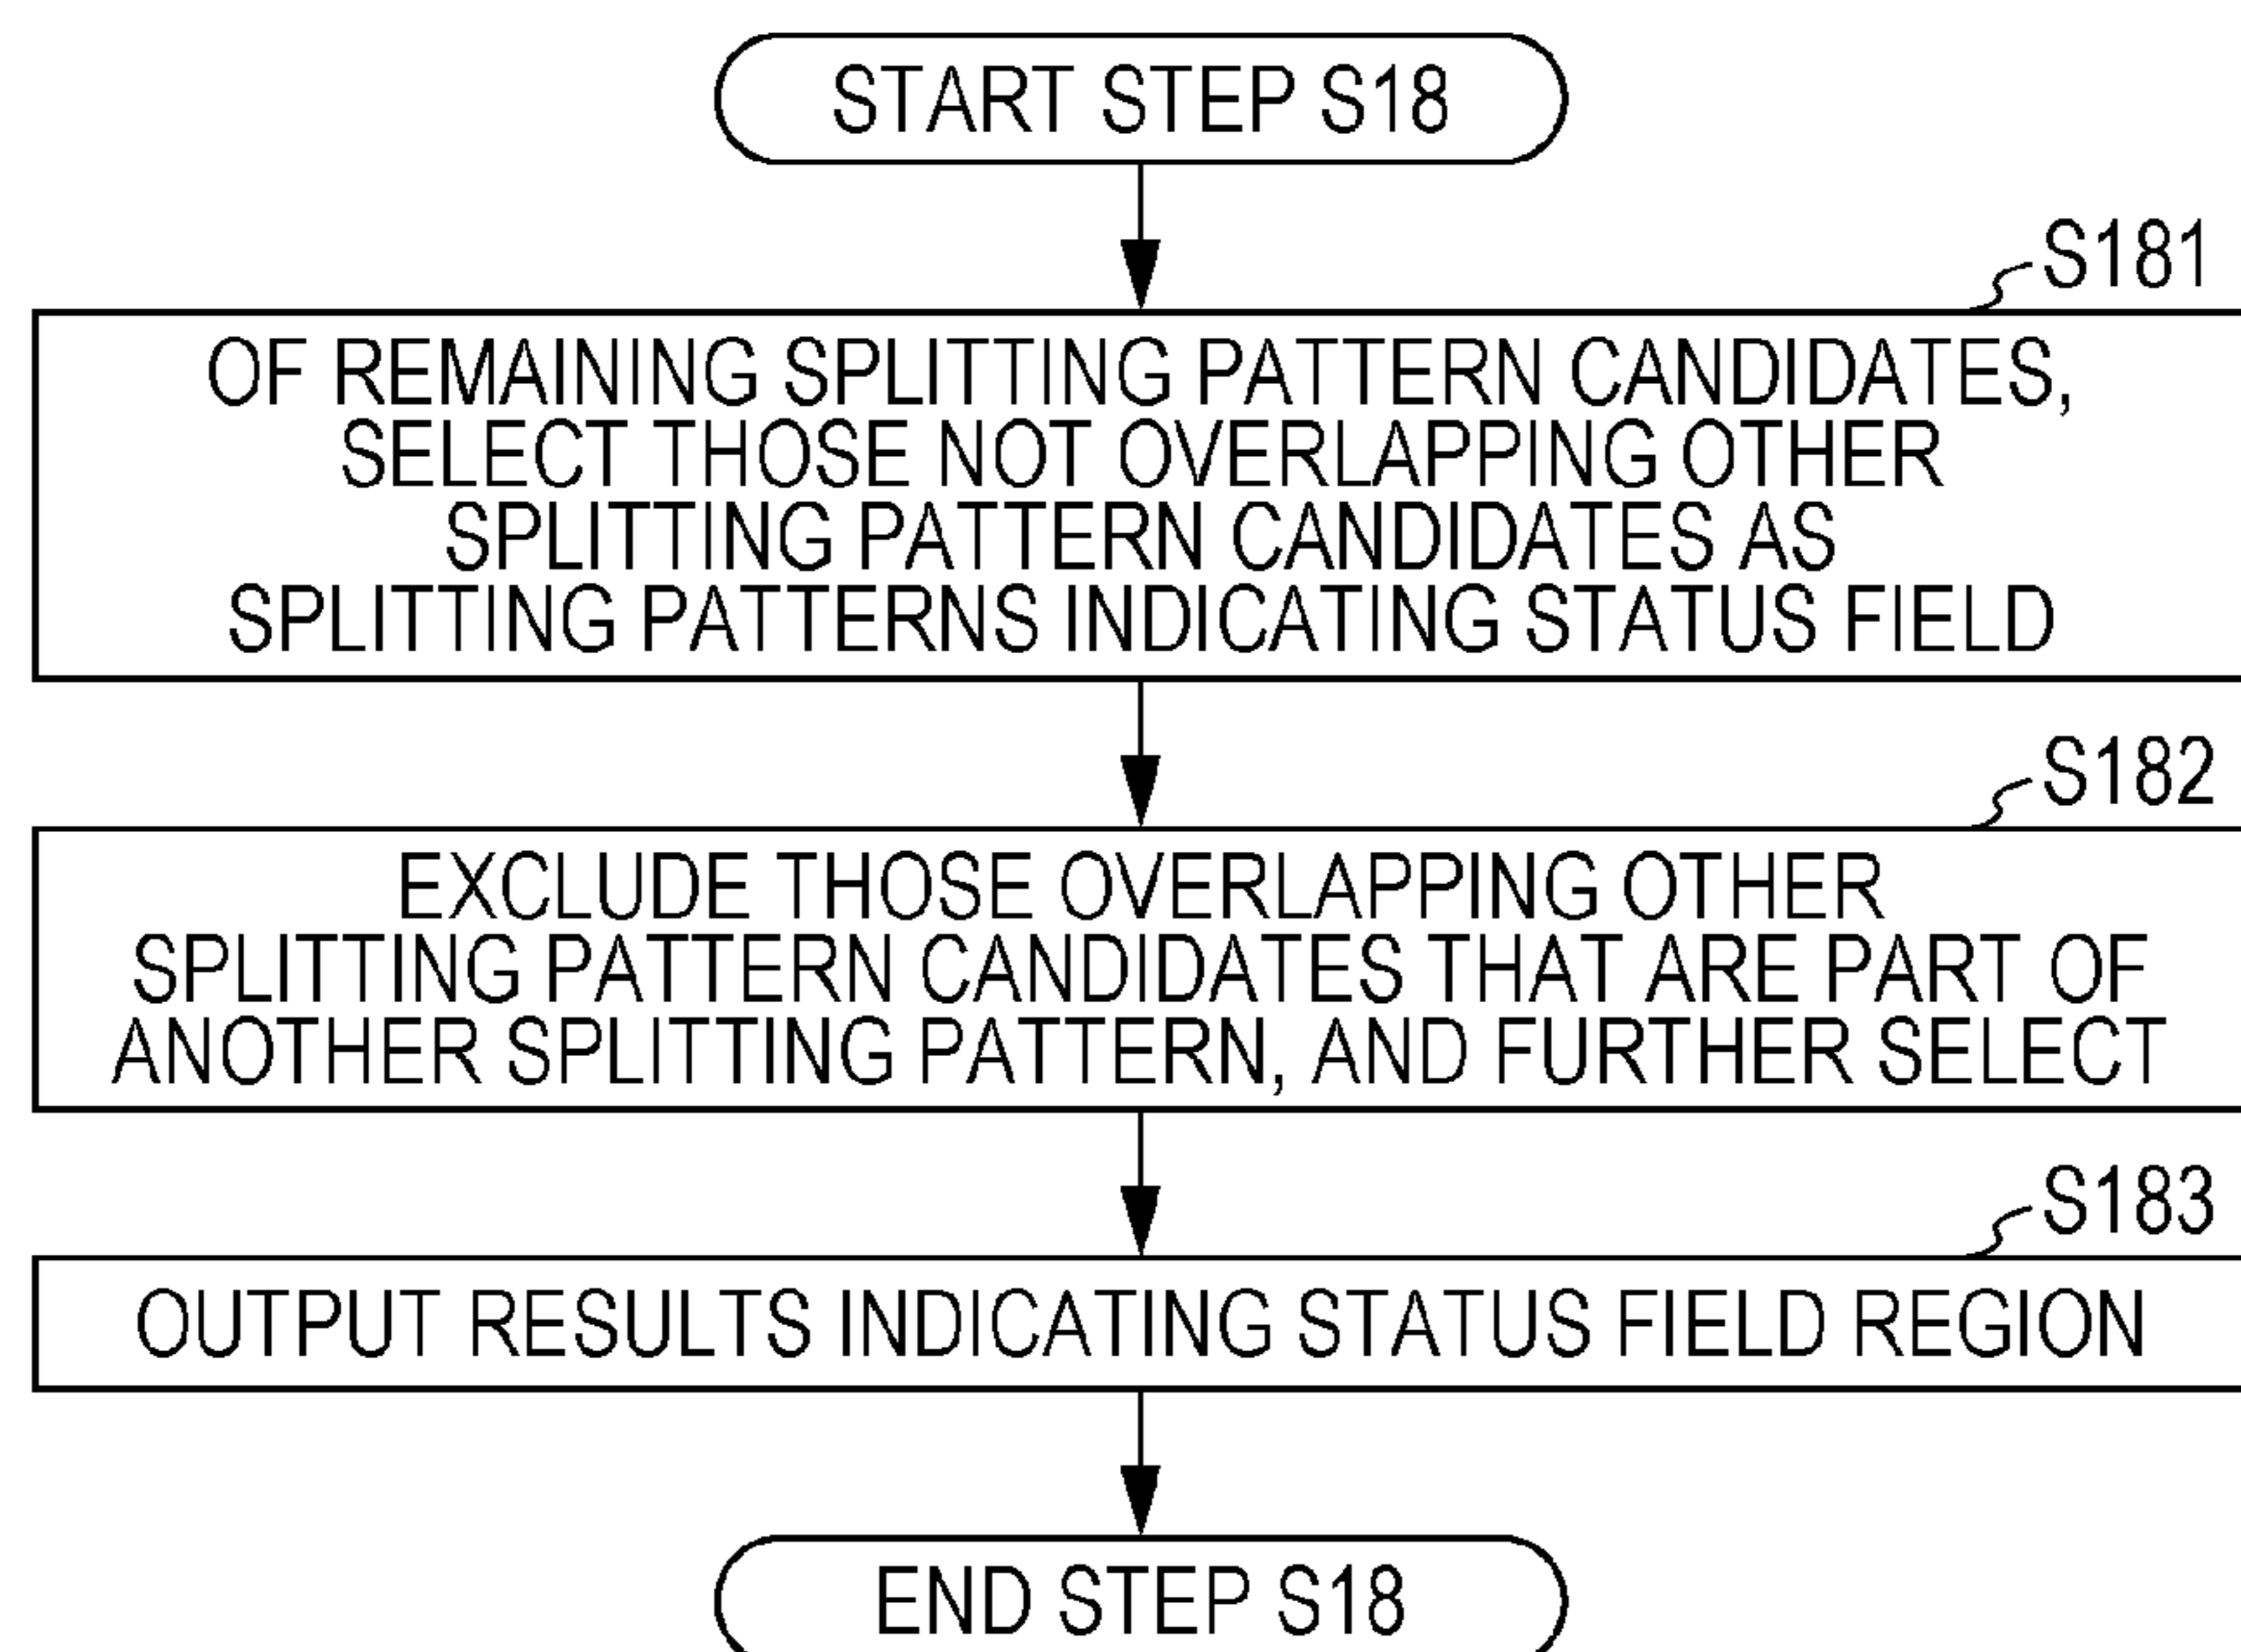 START STEP S18
S181
OF REMAINING SPLITTING PATTERN CANDIDATES,
SELECT THOSE NOT OVERLAPPING OTHER
SPLITTING PATTERN CANDIDATES AS
SPLITTING PATTERNS INDICATING STATUS FIELD
S182
EXCLUDE THOSE OVERLAPPING OTHER
SPLITTING PATTERN CANDIDATES THAT ARE PART OF
ANOTHER SPLITTING PATTERN, AND FURTHER SELECT
S183
OUTPUT RESULTS INDICATING STATUS FIELD REGION
END STEP S18